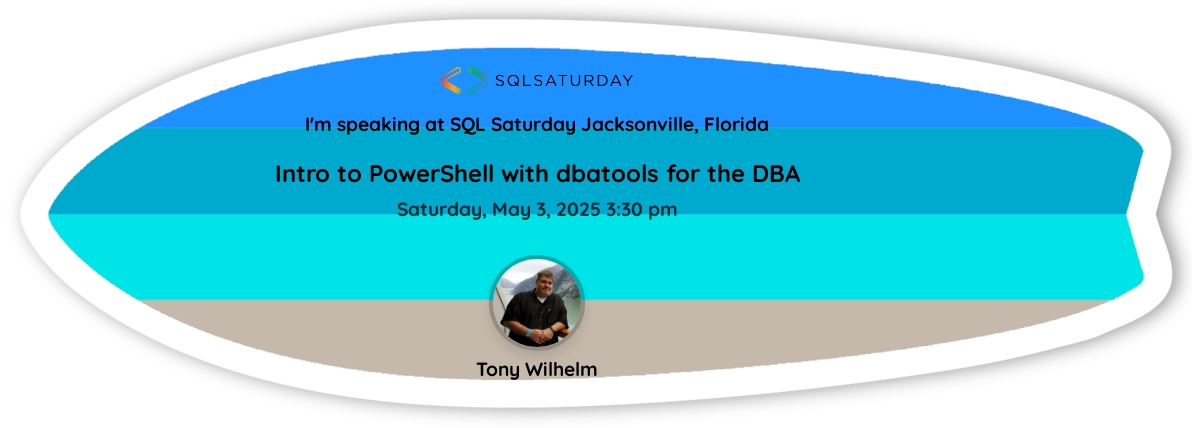 SQLSATURDAY
I'm speaking at SQL Saturday Jacksonville, Florida
Intro to PowerShell with dbatools for the DBA
Saturday, May 3, 2025 3:30 pm
Tony Wilhelm